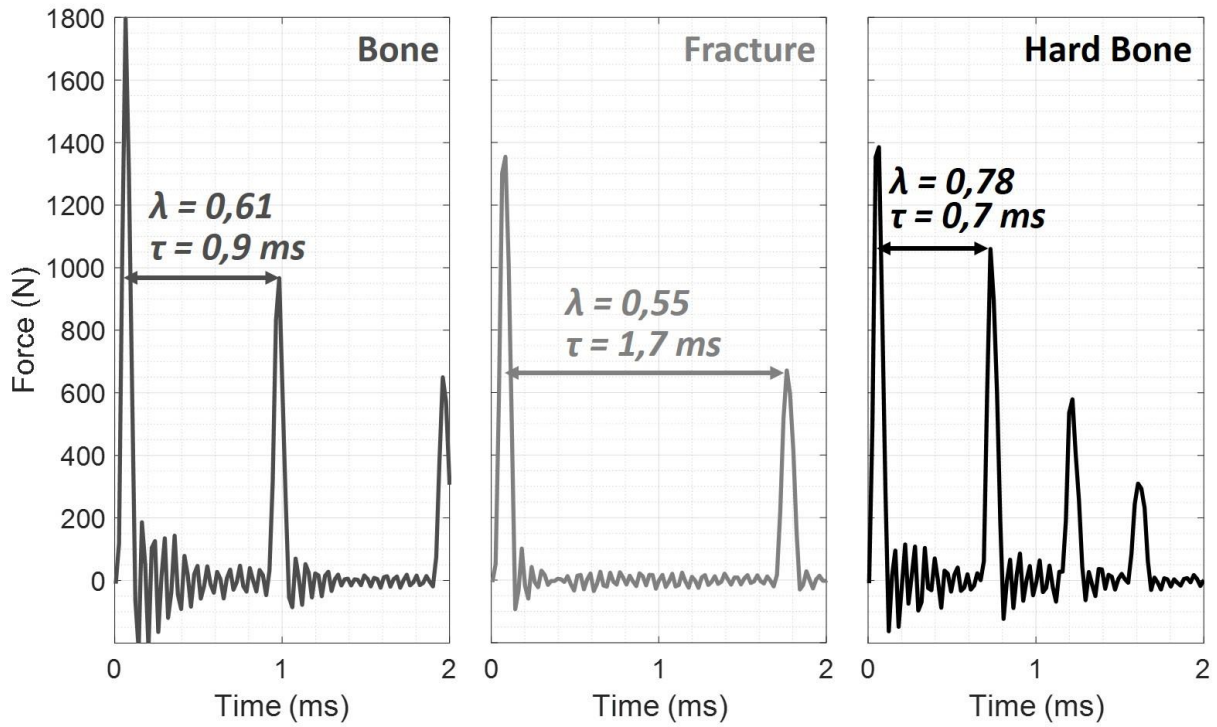 Force (N)
1800
1600
1400
1200
1000
800
600
400
200
0
Bone
λ = 0,61
τ = 0,9 ms
0
1
2
Time (ms)
Fracture
λ = 0,55
τ = 1,7 ms
0
1
2
Time (ms)
Hard Bone
λ = 0,78
τ = 0,7 ms
0
1
2
Time (ms)